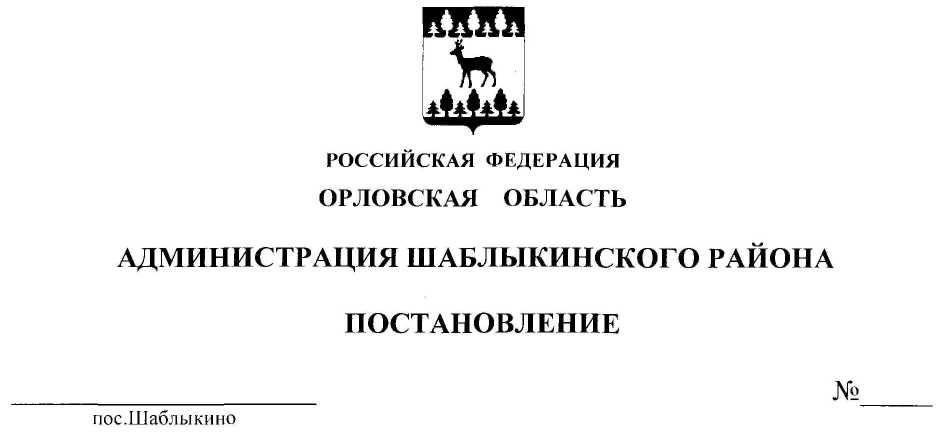 РОССИЙСКАЯ ФЕДЕРАЦИЯ
ОРЛОВСКАЯ ОБЛАСТЬ
АДМИНИСТРАЦИЯ ШАБЛЫКИНСКОГО РАЙОНА
ПОСТАНОВЛЕНИЕ
№
пос.Шаблыкино